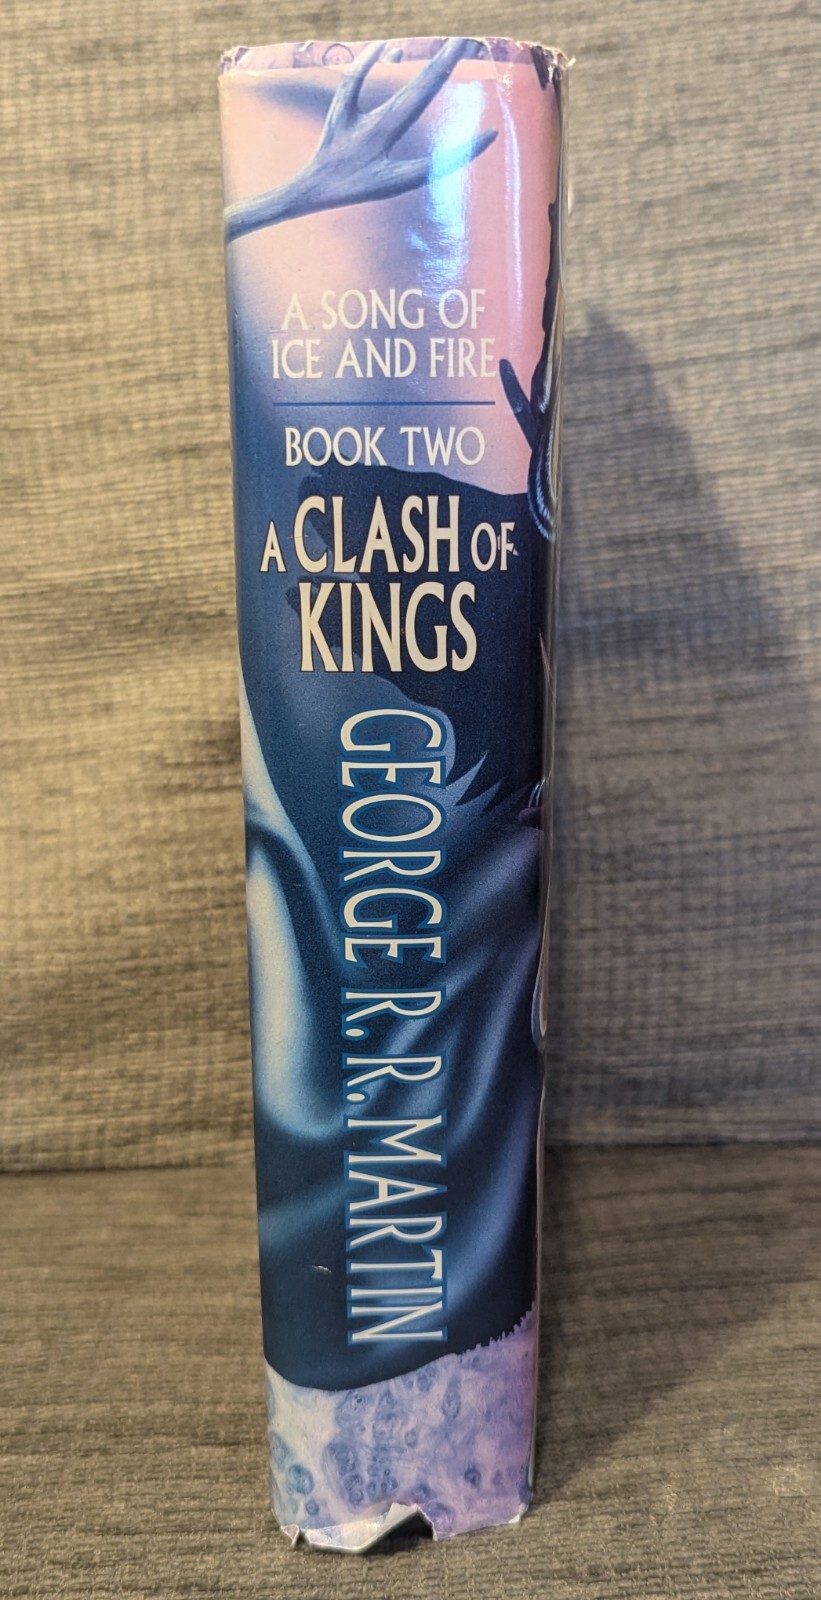 A SONG OF
ICE AND FIRE
BOOK TWO
A CLASH OF
KINGS
GEORGE R. R. MARTIN